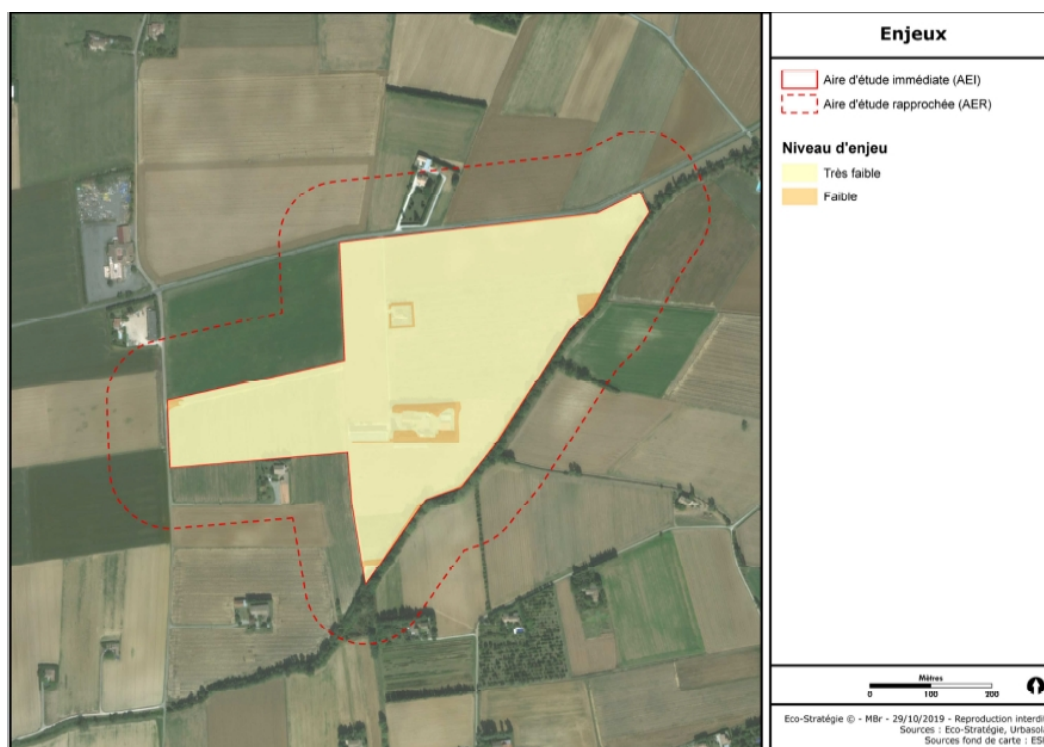 Enjeux
Aire d'étude immédiate (AEI)
Aire d'étude rapprochée (AER)
Niveau d'enjeu
Très faible
Faible
Mètres
0 100 200
Eco-Stratégie © - MBr - 29/10/2019 - Reproduction interdi
Sources : Eco-Stratégie, Urbasol
Sources fond de carte : ES